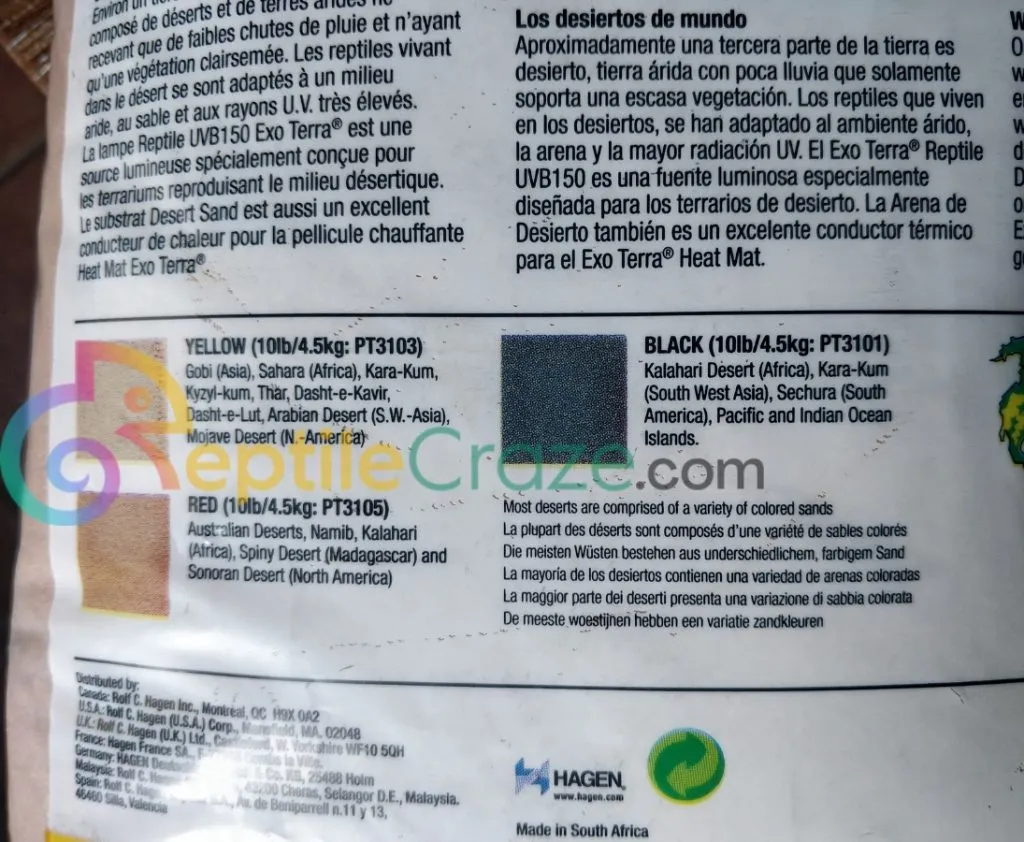 Environ un
composé de déserts et de terres arides ne
recevant que de faibles chutes de pluie et n'ayant
qu'une végétation clairsemée. Les reptiles vivant
dans le désert se sont adaptés à un milieu
aride, au sable et aux rayons U.V. très élevés.
La lampe Reptile UVB150 Exo Terra® est une
source lumineuse spécialement conçue pour
les terrariums reproduisant le milieu désertique.
Le substrat Desert Sand est aussi un excellent
conducteur de chaleur pour la pellicule chauffante
Heat Mat Exo Terra®
Los desiertos de mundo
Aproximadamente una tercera parte de la tierra es
desierto, tierra árida con poca lluvia que solamente
soporta una escasa vegetación. Los reptiles que viven
en los desiertos, se han adaptado al ambiente árido,
la arena y la mayor radiación UV. El Exo Terra® Reptile
UVB150 es una fuente luminosa especialmente
diseñada para los terrarios de desierto. La Arena de
Desierto también es un excelente conductor térmico
para el Exo Terra® Heat Mat.
YELLOW (10lb/4.5kg: PT3103)
Gobi (Asia), Sahara (Africa), Kara-Kum,
Kyzyl-kum, Thar, Dasht-e-Kavir,
Dasht-e-Lut, Arabian Desert (S.W.-Asia),
Mojave Desert (N.-America)
BLACK (10lb/4.5kg: PT3101)
Kalahari Desert (Africa), Kara-Kum
(South West Asia), Sechura (South
America), Pacific and Indian Ocean
Islands.
ReptileCraze.com
RED (10lb/4.5kg: PT3105)
Australian Deserts, Namib, Kalahari
(Africa), Spiny Desert (Madagascar) and
Sonoran Desert (North America)
Most deserts are comprised of a variety of colored sands
La plupart des déserts sont composés d'une variété de sables colorés
Die meisten Wüsten bestehen aus underschiedlichem, farbigem Sand
La mayoría de los desiertos contienen una variedad de arenas coloradas
La maggior parte dei deserti presenta una variazione di sabbia colorata
De meeste woestijnen hebben een variatie zandkleuren
Distributed by:
Canada: Rolf C. Hagen Inc., Montreal, QC H9X 0A2
U.S.A.: Rolf C. Hagen (U.S.A.) Corp., Mansfield, MA. 02048
U.K.: Rolf C. Hagen (U.K.) Ltd., W. Yorkshire WF10 5QH
France: Hagen France SA.,
Germany: HAGEN & Co. KG, 25488 Holm
Malaysia: Rolf C. 43200 Cheras, Selangor D.E., Malaysia.
Spain: Rolf C. Av. de Beniparrell n.11 y 13,
46460 Silla, Valencia
HAGEN
www.hagen.com
Made in South Africa